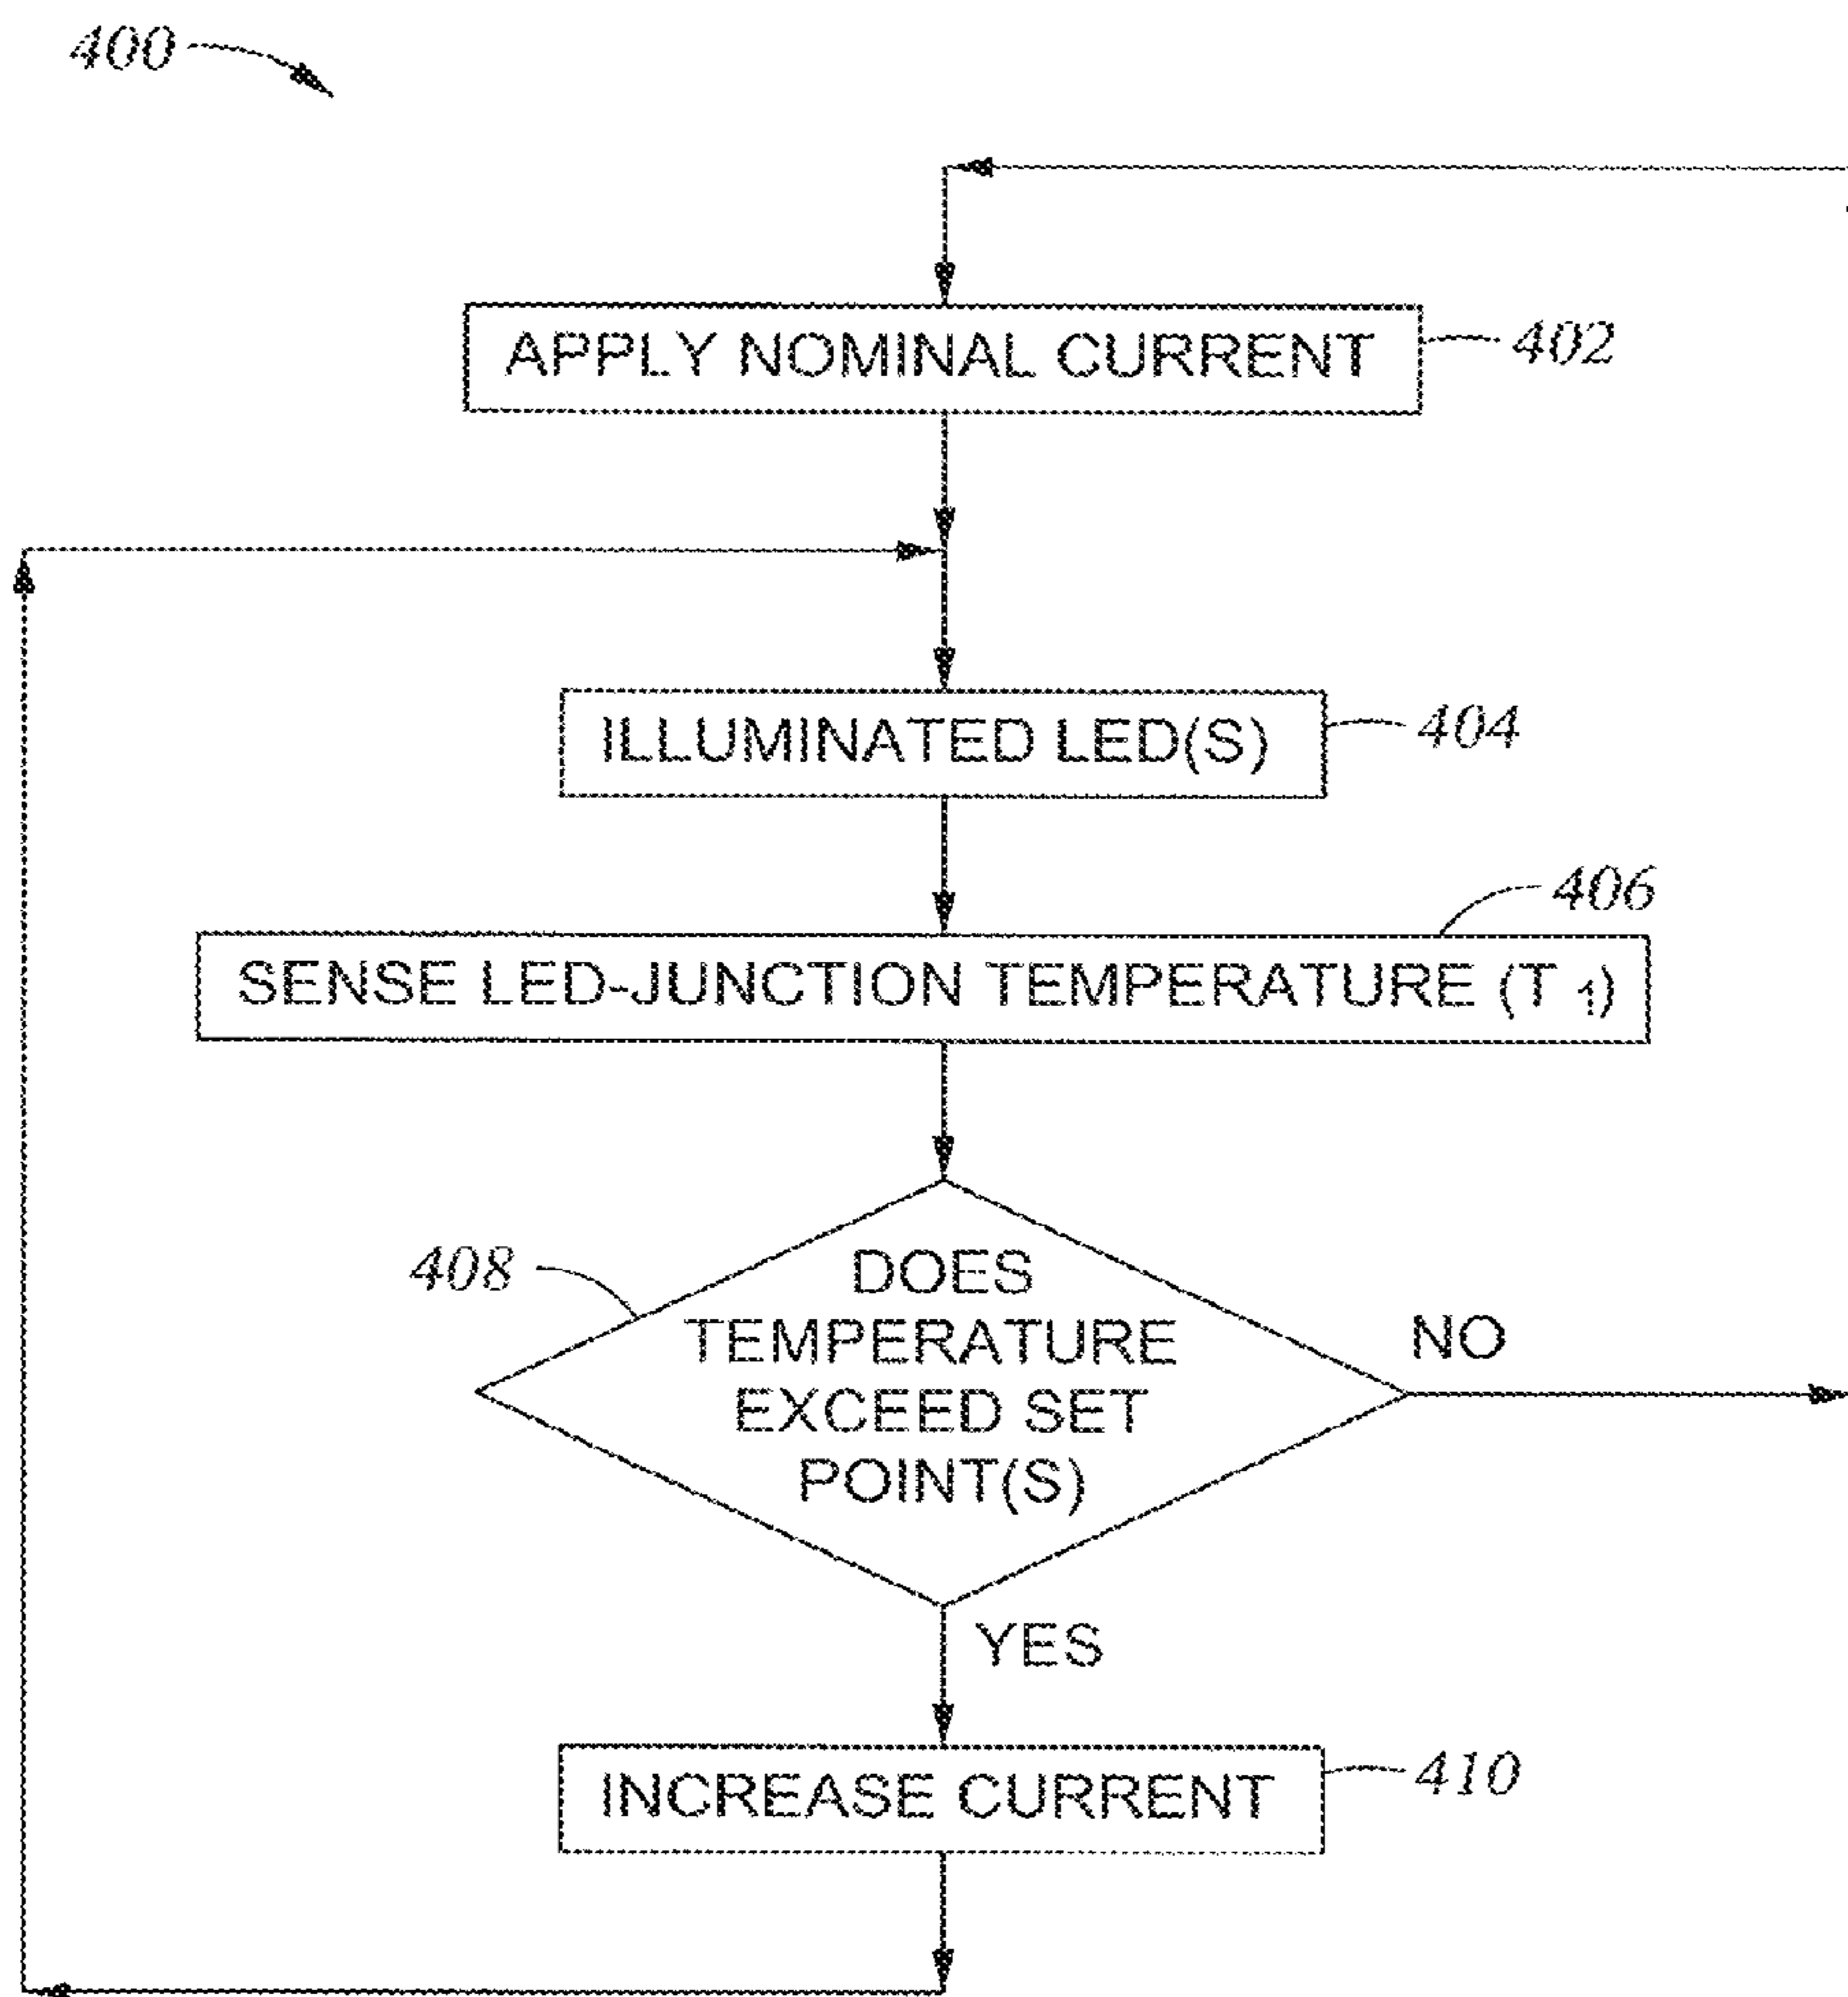 400
APPLY NOMINAL CURRENT
402
ILLUMINATED LED(S)
404
406
SENSE LED-JUNCTION TEMPERATURE (T 1)
408
DOES
TEMPERATURE
EXCEED SET
POINT(S)
NO
YES
INCREASE CURRENT
410